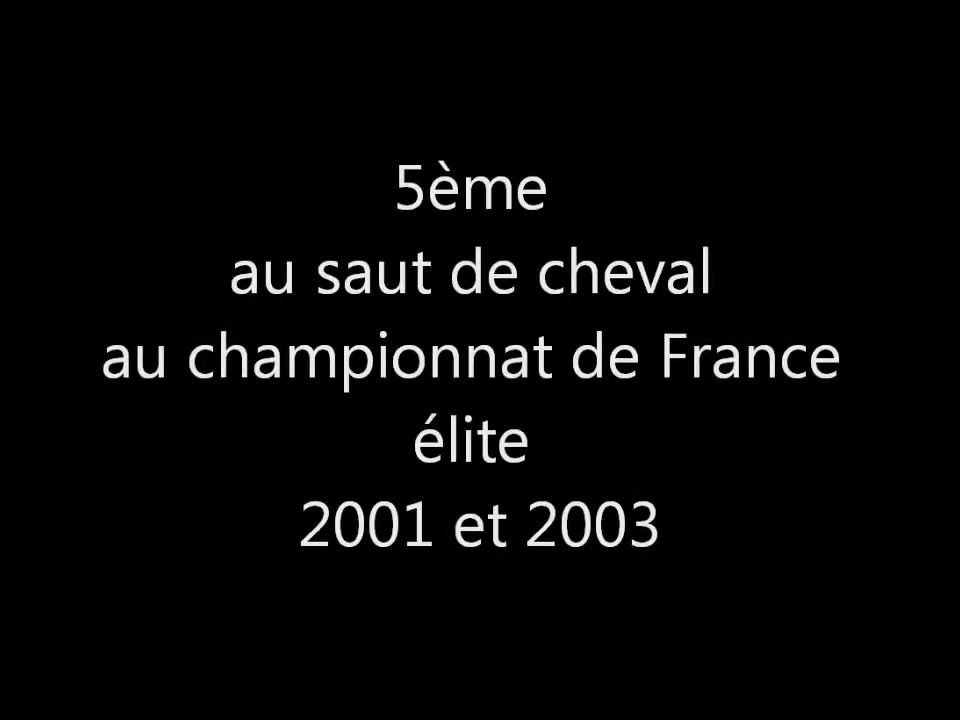 5ème
au saut de cheval
au championnat de France
élite
2001 et 2003